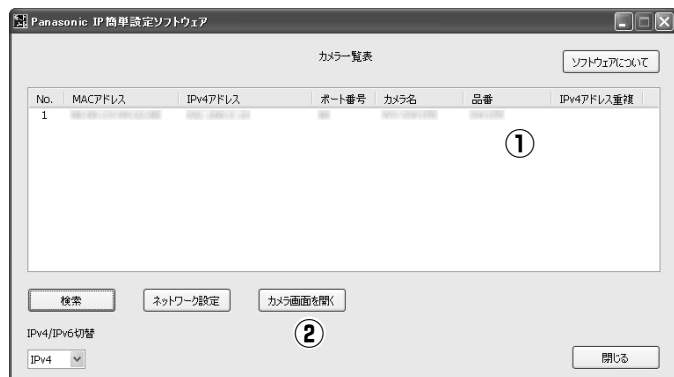 Panasonic IP簡単設定ソフトウェア
カメラ一覧表
ソフトウェアについて
No. MACアドレス IPv4アドレス ポート番号 カメラ名 品番 IPv4アドレス重複
1
①
検索 ネットワーク設定 カメラ画面を開く
②
IPv4/IPv6切替
IPv4 閉じる